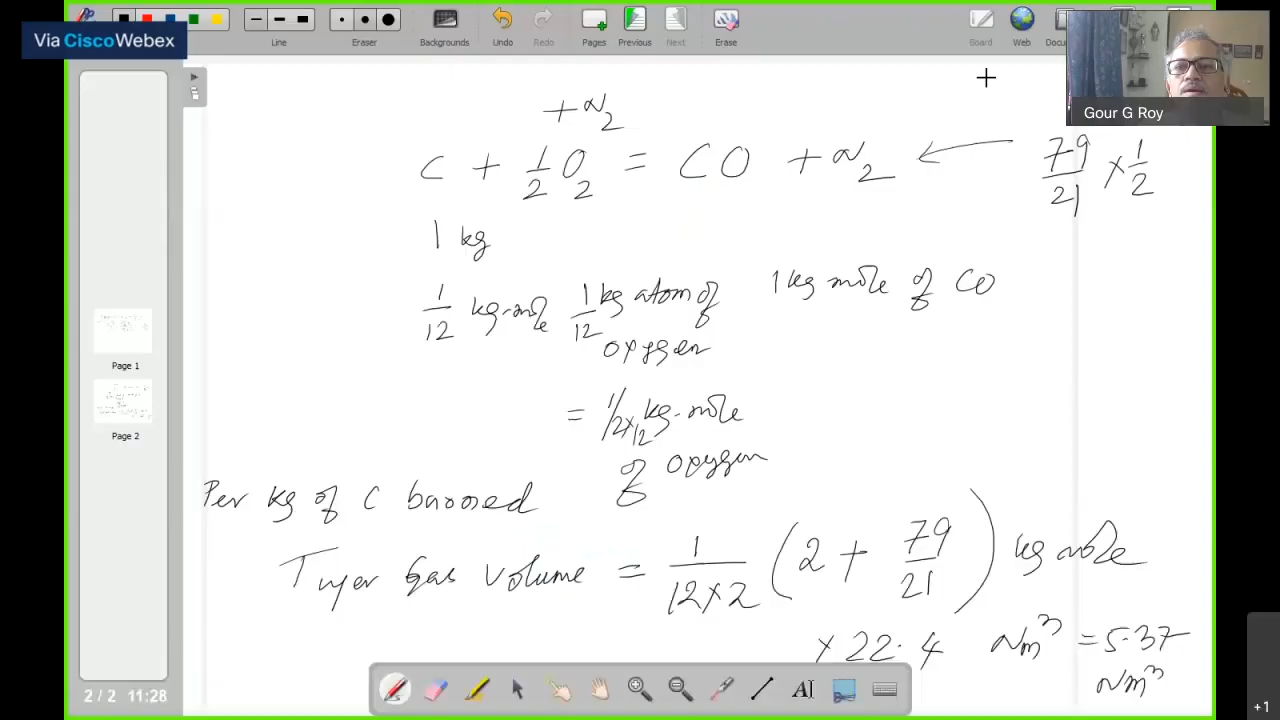 Line
Eraser
Backgrounds
Undo
Redo
Pages
Previous
Next
Erase
Board
Web
Docu
Via Cisco Webex
Gour G Roy
+ N2
C + 1/2 O2 = CO + N2 ← 79/21 × 1/2
1 kg
1/12 kg-mole 1/12 kg atom of oxygen 1 kg mole of CO
= 1/2×12 kg-mole
of oxygen
Per kg of C burned
Tuyer Gas volume = 1/12×2 (2 + 79/21) kg mole
× 22.4 Nm³ = 5.37
Nm³
Page 1
Page 2
2 / 2 11:28
+1